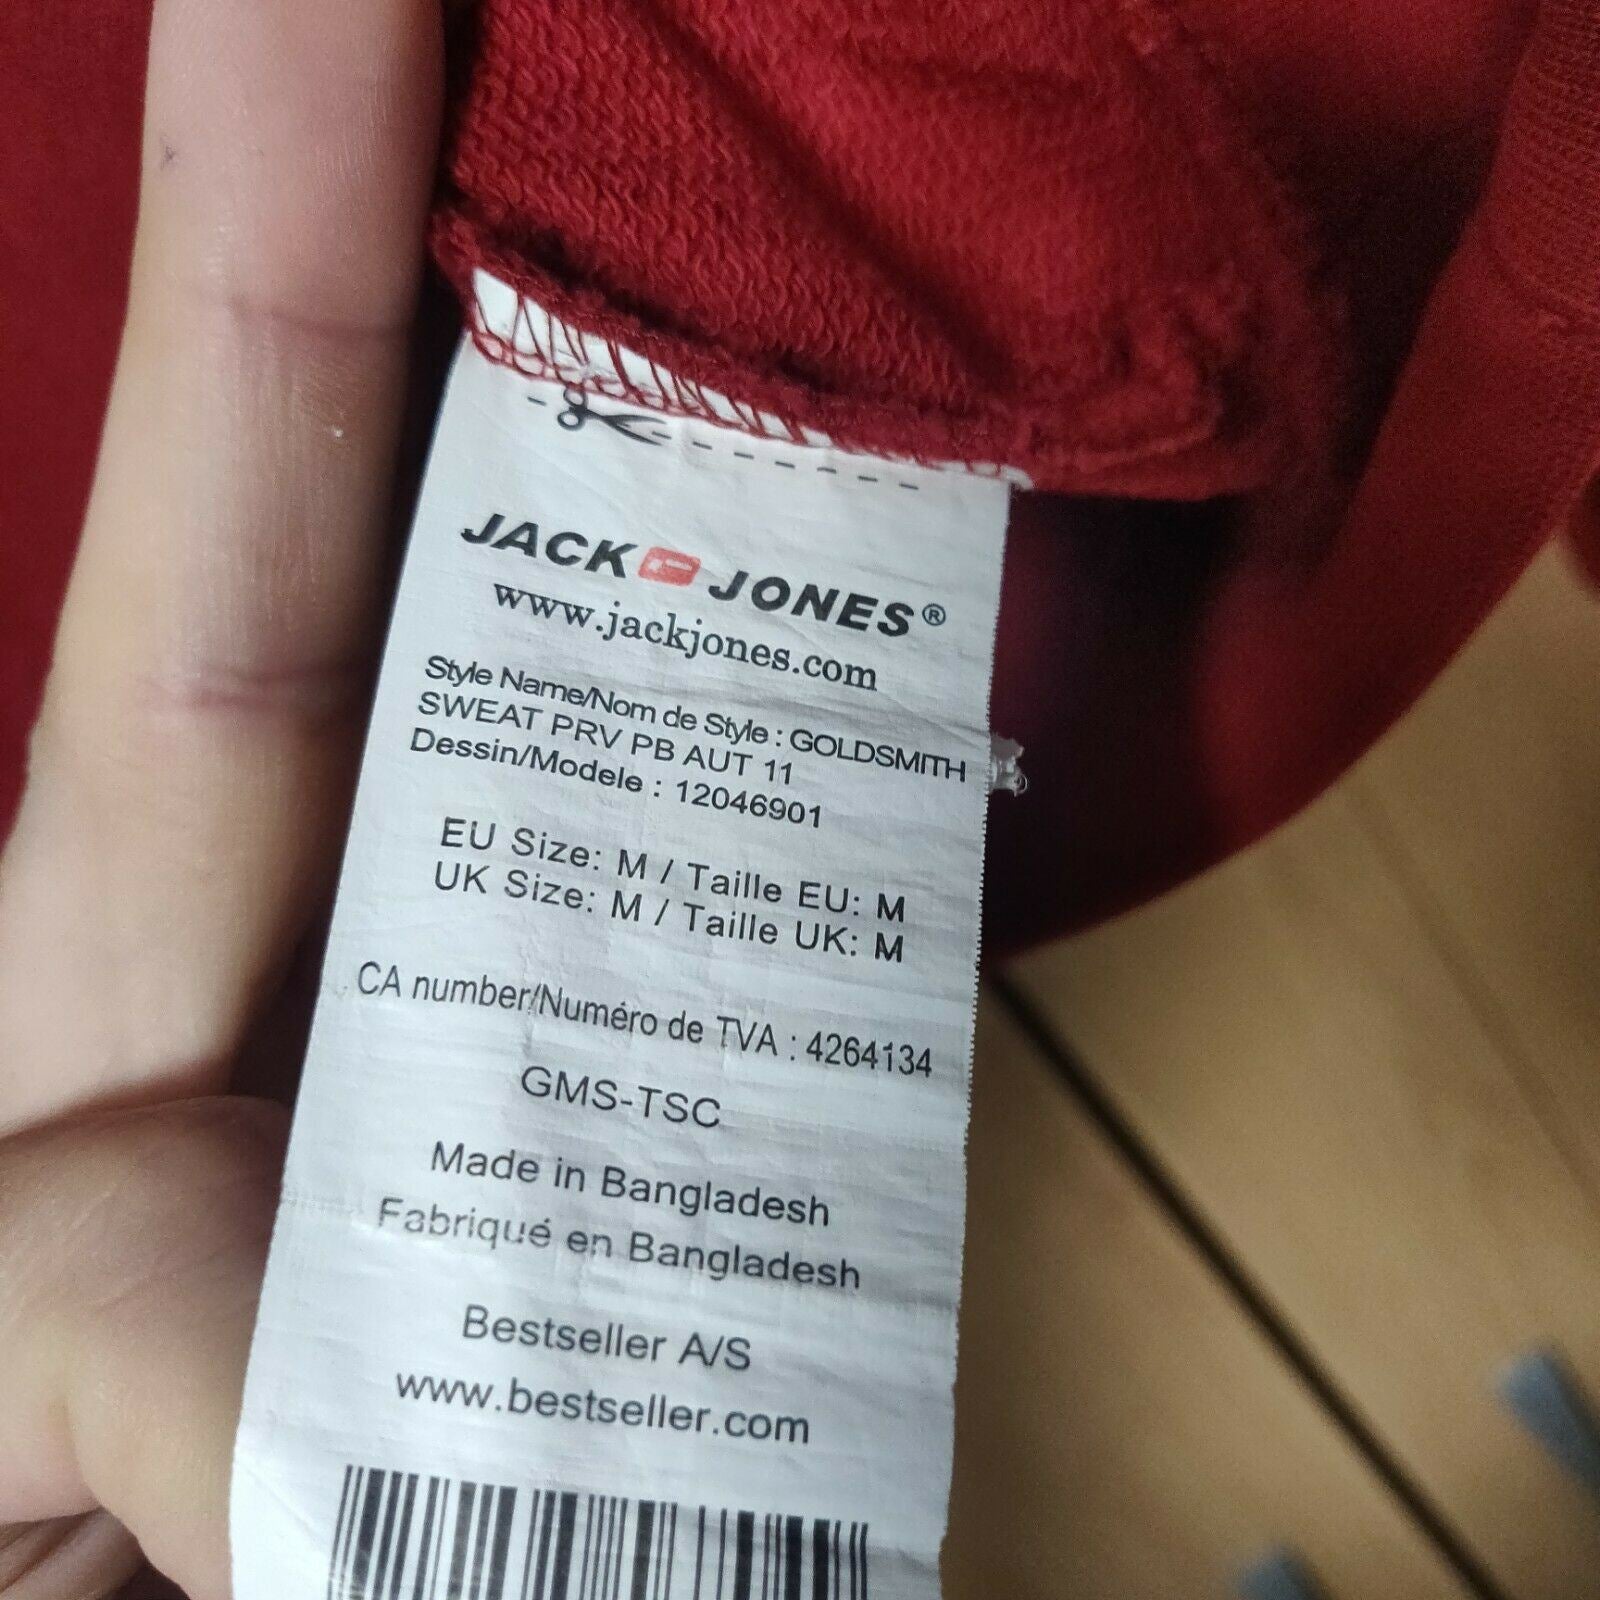 JACK JONES®
www.jackjones.com
Style Name/Nom de Style : GOLDSMITH
SWEAT PRV PB AUT 11
Dessin/Modele : 12046901
EU Size: M / Taille EU: M
UK Size: M / Taille UK: M
CA number/Numéro de TVA : 4264134
GMS-TSC
Made in Bangladesh
Fabriqué en Bangladesh
Bestseller A/S
www.bestseller.com